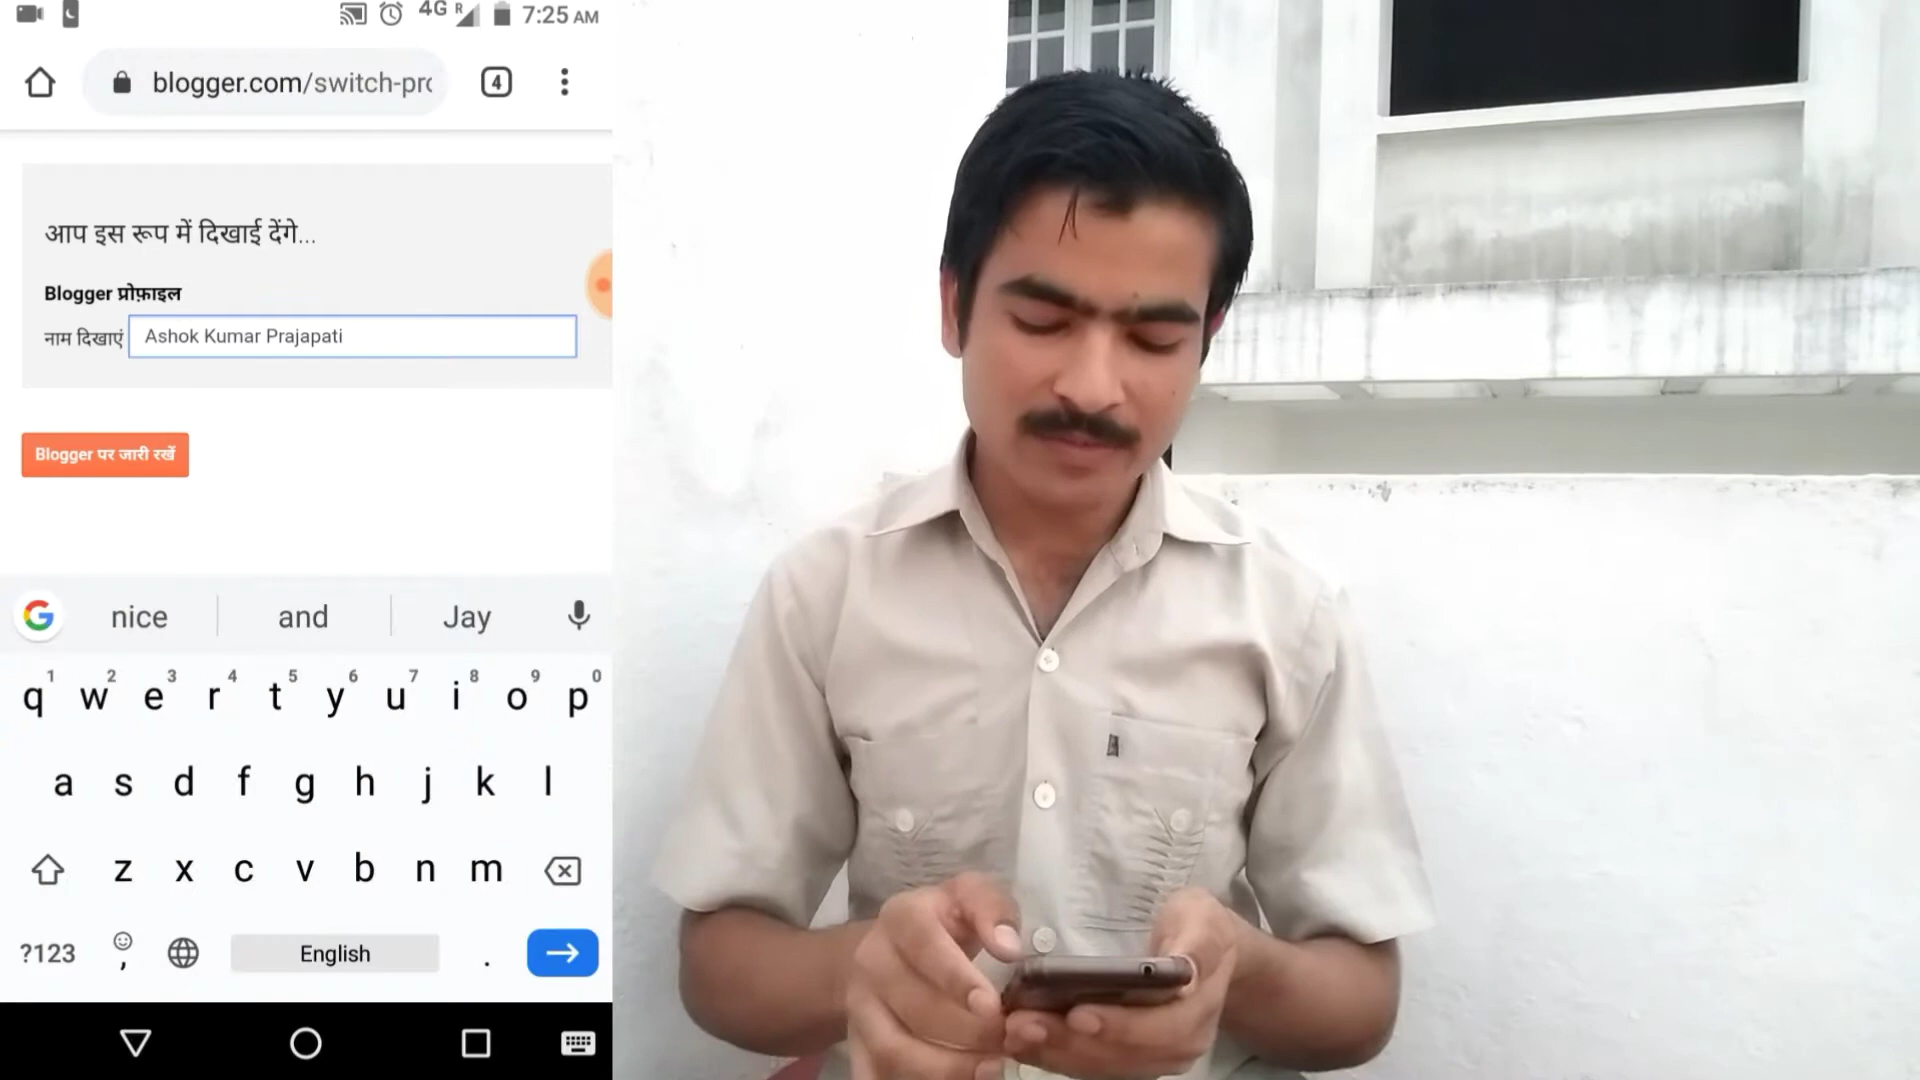 4G R 7:25 AM
blogger.com/switch-pro 4
आप इस रूप में दिखाई देंगे...
Blogger प्रोफ़ाइल
नाम दिखाएं Ashok Kumar Prajapati
Blogger पर जारी रखें
G nice and Jay
1 2 3 4 5 6 7 8 9 0
q w e r t y u i o p
a s d f g h j k l
z x c v b n m
?123 , English .